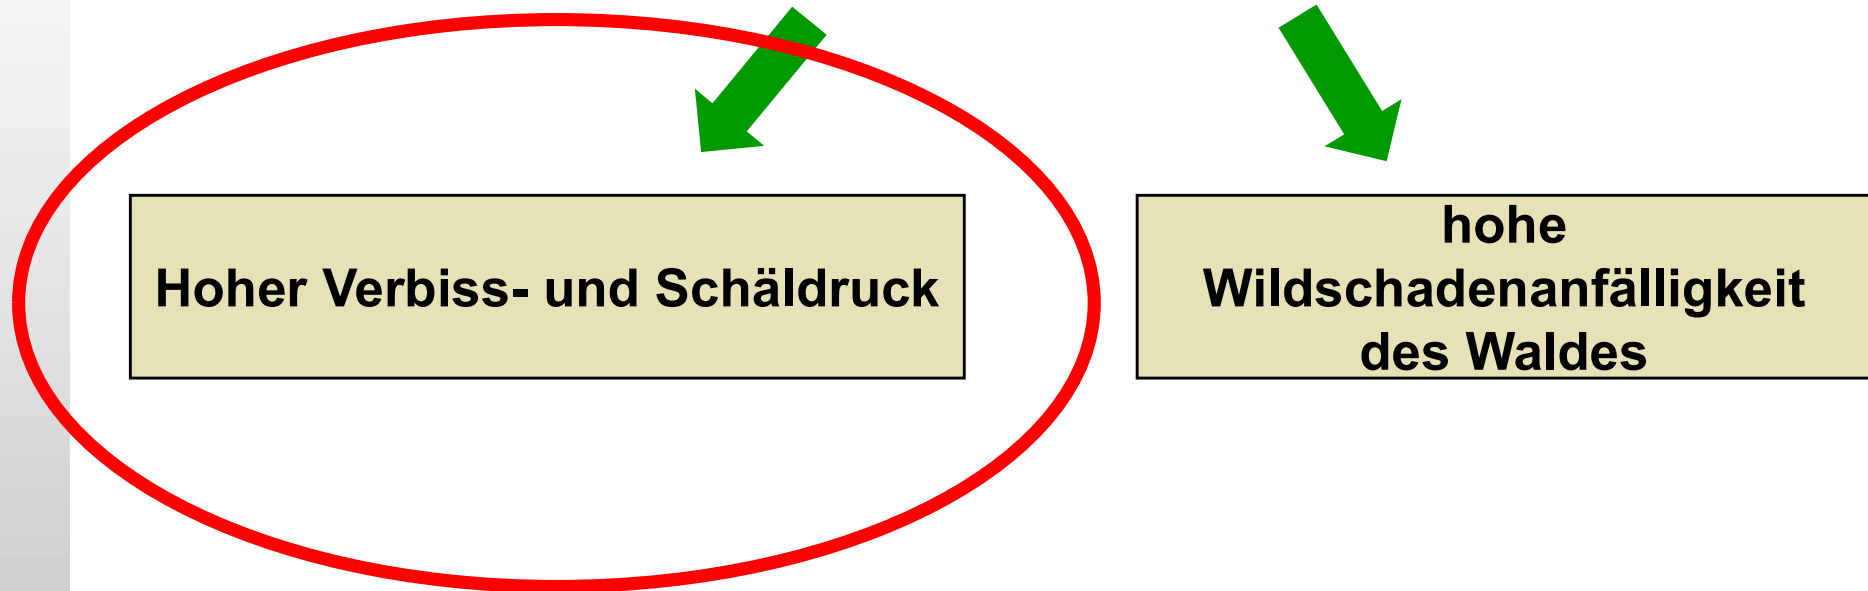 Hoher Verbiss- und Schäldruck
hohe
Wildschadenanfälligkeit
des Waldes